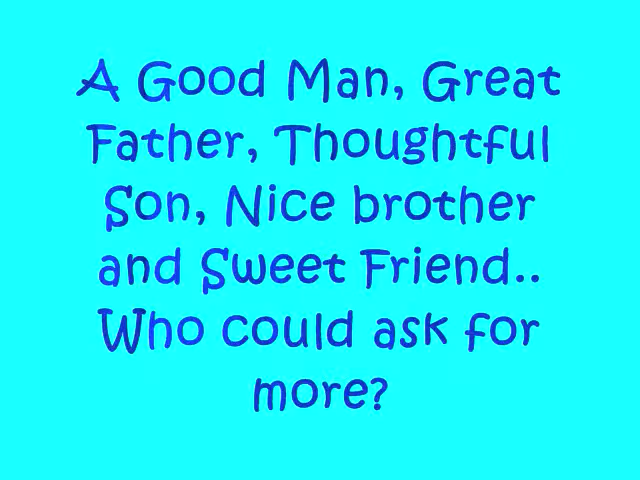 A Good Man, Great
Father, Thoughtful
Son, Nice brother
and Sweet Friend..
Who could ask for
more?